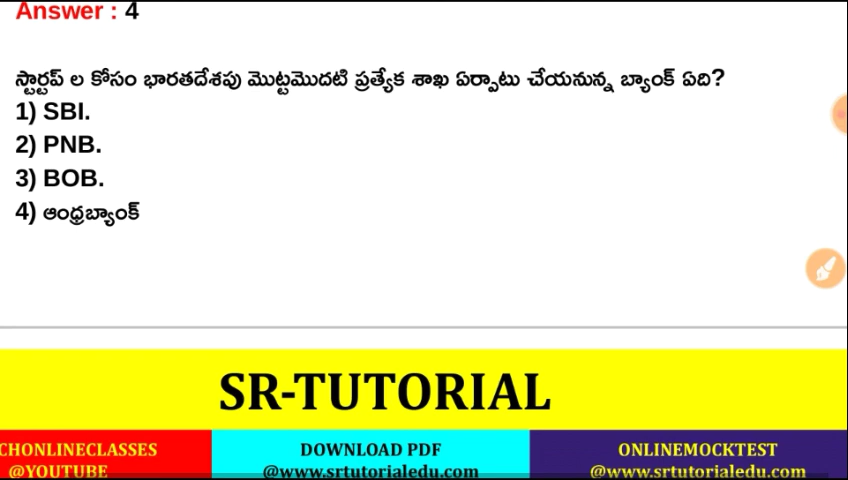 Answer : 4
స్టార్టప్ ల కోసం భారతదేశపు మొట్టమొదటి ప్రత్యేక శాఖ ఏర్పాటు చేయనున్న బ్యాంక్ ఏది?
1) SBI.
2) PNB.
3) BOB.
4) ఆంధ్రబ్యాంక్
SR-TUTORIAL
CHONLINECLASSES
@YOUTUBE
DOWNLOAD PDF
@www.srtutorialedu.com
ONLINEMOCKTEST
@www.srtutorialedu.com